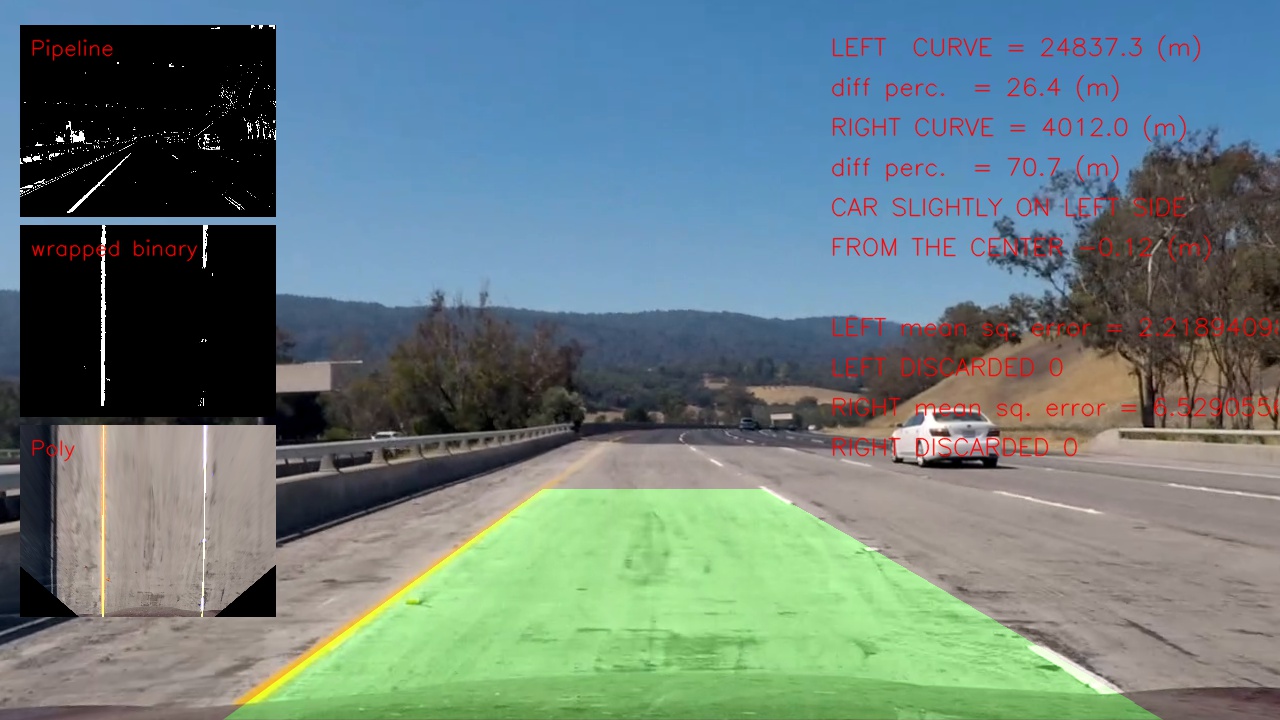 Pipeline
wrapped binary
Poly
LEFT CURVE = 24837.3 (m)
diff perc. = 26.4 (m)
RIGHT CURVE = 4012.0 (m)
diff perc. = 70.7 (m)
CAR SLIGHTLY ON LEFT SIDE
FROM THE CENTER -0.12 (m)
LEFT mean sq. error = 2.2189409
LEFT DISCARDED 0
RIGHT mean sq. error = 6.529055
RIGHT DISCARDED 0